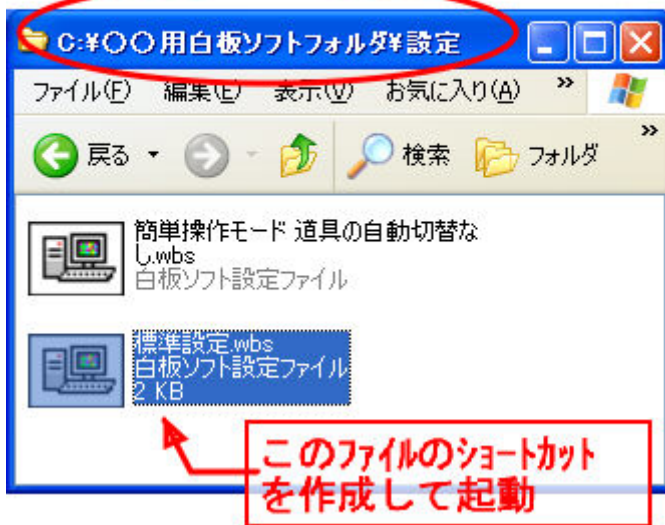 C:¥〇〇用白板ソフトフォルダ¥設定
ファイル(F) 編集(E) 表示(V) お気に入り(A) »
戻る 検索 フォルダ »
簡単操作モード 道具の自動切替な
し.wbs
白板ソフト設定ファイル
標準設定.wbs
白板ソフト設定ファイル
2 KB
このファイルのショートカット
を作成して起動